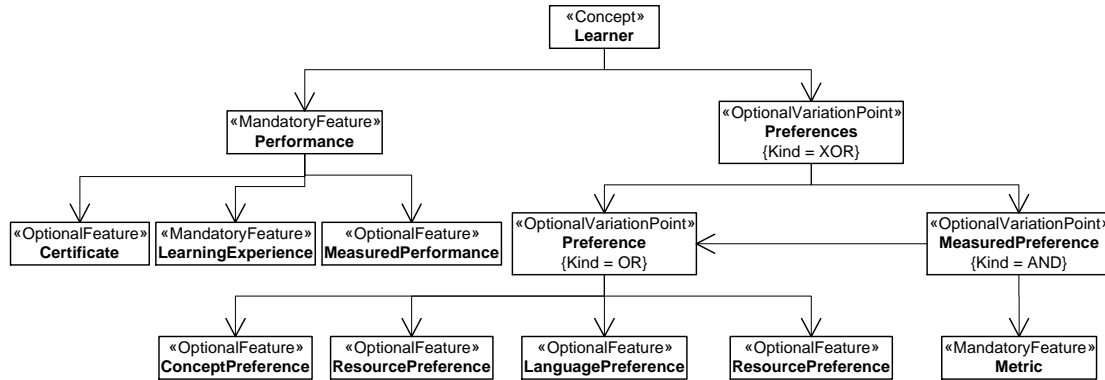 «Concept»
Learner
«MandatoryFeature»
Performance
«OptionalVariationPoint»
Preferences
{Kind = XOR}
«OptionalFeature»
Certificate
«MandatoryFeature»
LearningExperience
«OptionalFeature»
MeasuredPerformance
«OptionalVariationPoint»
Preference
{Kind = OR}
«OptionalVariationPoint»
MeasuredPreference
{Kind = AND}
«OptionalFeature»
ConceptPreference
«OptionalFeature»
ResourcePreference
«OptionalFeature»
LanguagePreference
«OptionalFeature»
ResourcePreference
«MandatoryFeature»
Metric